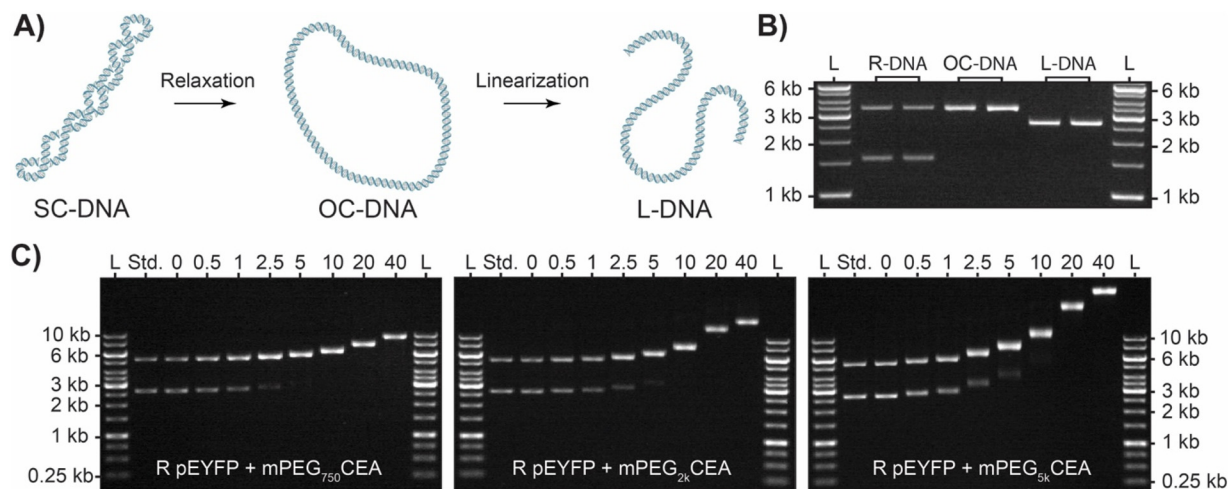 A)
Relaxation
Linearization
SC-DNA
OC-DNA
L-DNA
B)
L R-DNA OC-DNA L-DNA L
6 kb 6 kb
3 kb 3 kb
2 kb 2 kb
1 kb 1 kb
C)
L Std. 0 0.5 1 2.5 5 10 20 40 L
10 kb
6 kb
3 kb
2 kb
1 kb
0.25 kb
R pEYFP + mPEG750CEA
L Std. 0 0.5 1 2.5 5 10 20 40 L
R pEYFP + mPEG2kCEA
L Std. 0 0.5 1 2.5 5 10 20 40 L
R pEYFP + mPEG5kCEA
10 kb
6 kb
3 kb
2 kb
1 kb
0.25 kb